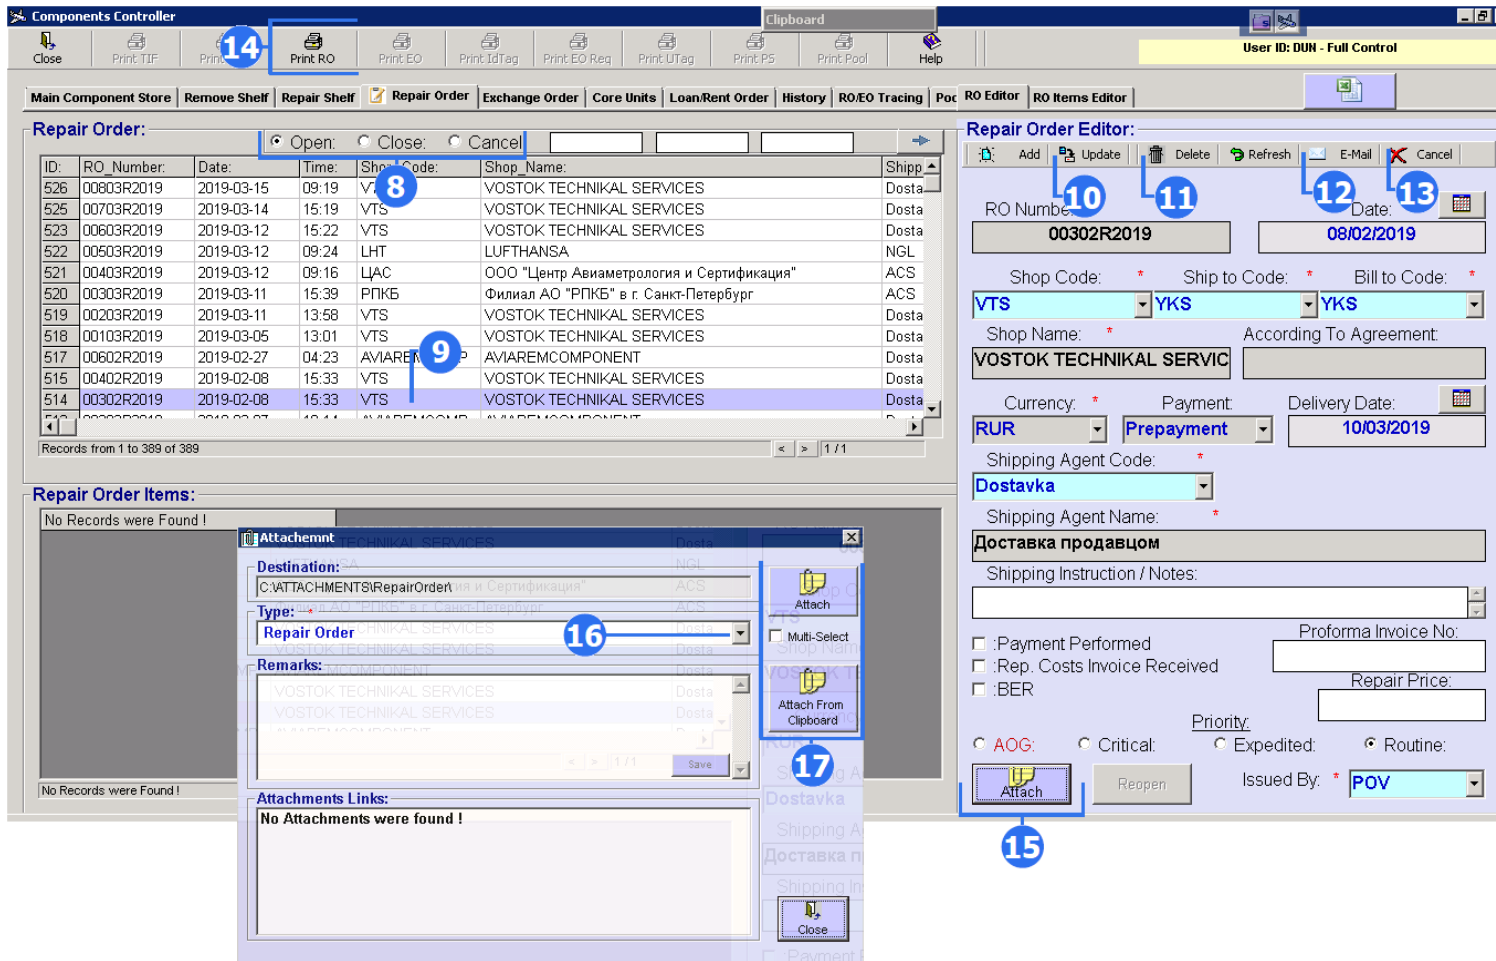 Components Controller
Clipboard
Close
Print TIF
Print
14
Print RO
Print EO
Print IdTag
Print EO Req
Print UTag
Print PS
Print Pool
Help
User ID: DUN - Full Control
Main Component Store
Remove Shelf
Repair Shelf
Repair Order
Exchange Order
Core Units
Loan/Rent Order
History
RO/EO Tracing
Poo
RO Editor
RO Items Editor
Repair Order:
Open:
Close:
Cancel
8
ID: RO_Number: Date: Time: Shop_Code: Shop_Name: Shipp
526 00803R2019 2019-03-15 09:19 VTS VOSTOK TECHNIKAL SERVICES Dosta
525 00703R2019 2019-03-14 15:19 VTS VOSTOK TECHNIKAL SERVICES Dosta
523 00603R2019 2019-03-12 15:22 VTS VOSTOK TECHNIKAL SERVICES Dosta
522 00503R2019 2019-03-12 09:24 LHT LUFTHANSA NGL
521 00403R2019 2019-03-12 09:16 ЦАС ООО "Центр Авиаметрология и Сертификация" ACS
520 00303R2019 2019-03-11 15:39 РПКБ Филиал АО "РПКБ" в г. Санкт-Петербург ACS
519 00203R2019 2019-03-11 13:58 VTS VOSTOK TECHNIKAL SERVICES Dosta
518 00103R2019 2019-03-05 13:01 VTS VOSTOK TECHNIKAL SERVICES Dosta
517 00602R2019 2019-02-27 04:23 AVIAREM P AVIAREMCOMPONENT Dosta
9
515 00402R2019 2019-02-08 15:33 VTS VOSTOK TECHNIKAL SERVICES Dosta
514 00302R2019 2019-02-08 15:33 VTS VOSTOK TECHNIKAL SERVICES Dosta
Records from 1 to 389 of 389
< > 1 / 1
Repair Order Items:
No Records were Found !
No Records were Found !
Attachemnt
Destination:
C:\ATTACHMENTS\RepairOrder\
Type: *
Repair Order
16
Remarks:
Save
Attachments Links:
No Attachments were found !
Attach
Multi-Select
Attach From
Clipboard
17
Close
Repair Order Editor:
Add
Update
Delete
Refresh
E-Mail
Cancel
10
11
12
13
RO Numbe
Date:
00302R2019
08/02/2019
Shop Code: * Ship to Code: * Bill to Code: *
VTS
YKS
YKS
Shop Name: *
According To Agreement:
VOSTOK TECHNIKAL SERVIC
Currency: * Payment: Delivery Date:
RUR
Prepayment
10/03/2019
Shipping Agent Code: *
Dostavka
Shipping Agent Name: *
Доставка продавцом
Shipping Instruction / Notes:
:Payment Performed
Proforma Invoice No:
:Rep. Costs Invoice Received
:BER
Repair Price:
Priority:
AOG:
Critical:
Expedited:
Routine:
Attach
Reopen
Issued By: *
POV
15